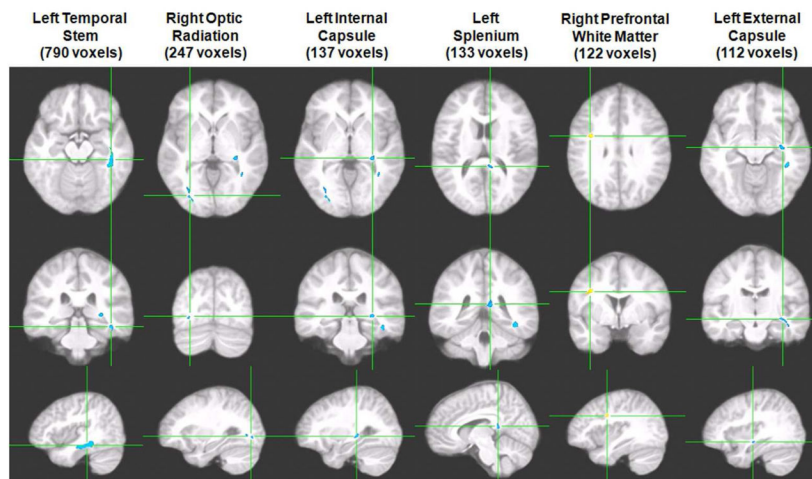 Left Temporal
Stem
(790 voxels)
Right Optic
Radiation
(247 voxels)
Left Internal
Capsule
(137 voxels)
Left
Splenium
(133 voxels)
Right Prefrontal
White Matter
(122 voxels)
Left External
Capsule
(112 voxels)